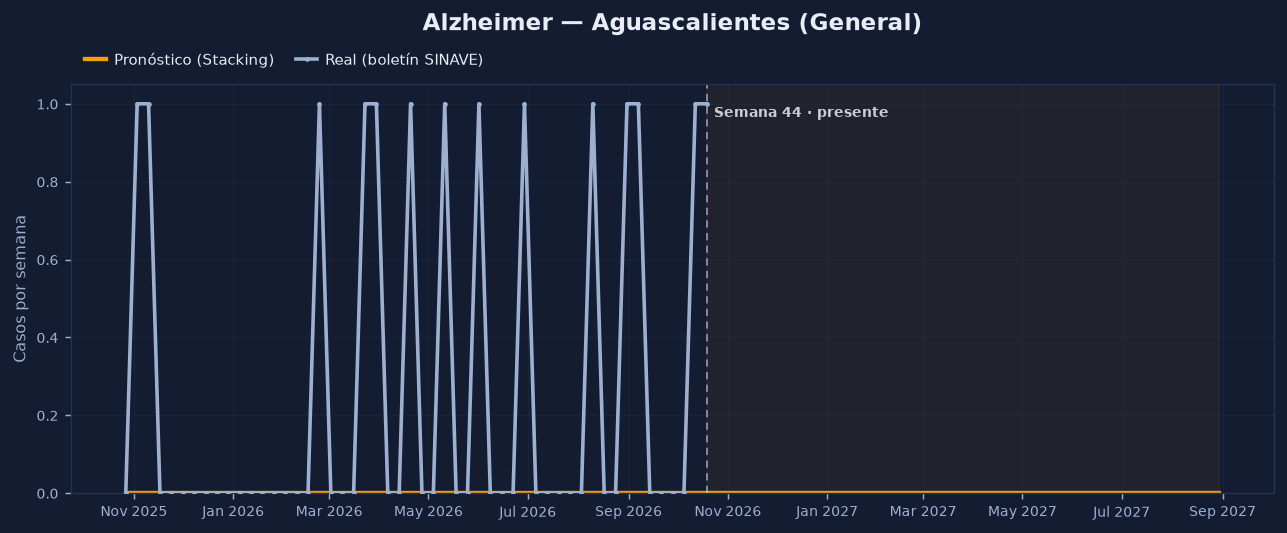 Alzheimer — Aguascalientes (General)
Pronóstico (Stacking)
Real (boletín SINAVE)
Casos por semana
1.0
0.8
0.6
0.4
0.2
0.0
Semana 44 · presente
Nov 2025
Jan 2026
Mar 2026
May 2026
Jul 2026
Sep 2026
Nov 2026
Jan 2027
Mar 2027
May 2027
Jul 2027
Sep 2027